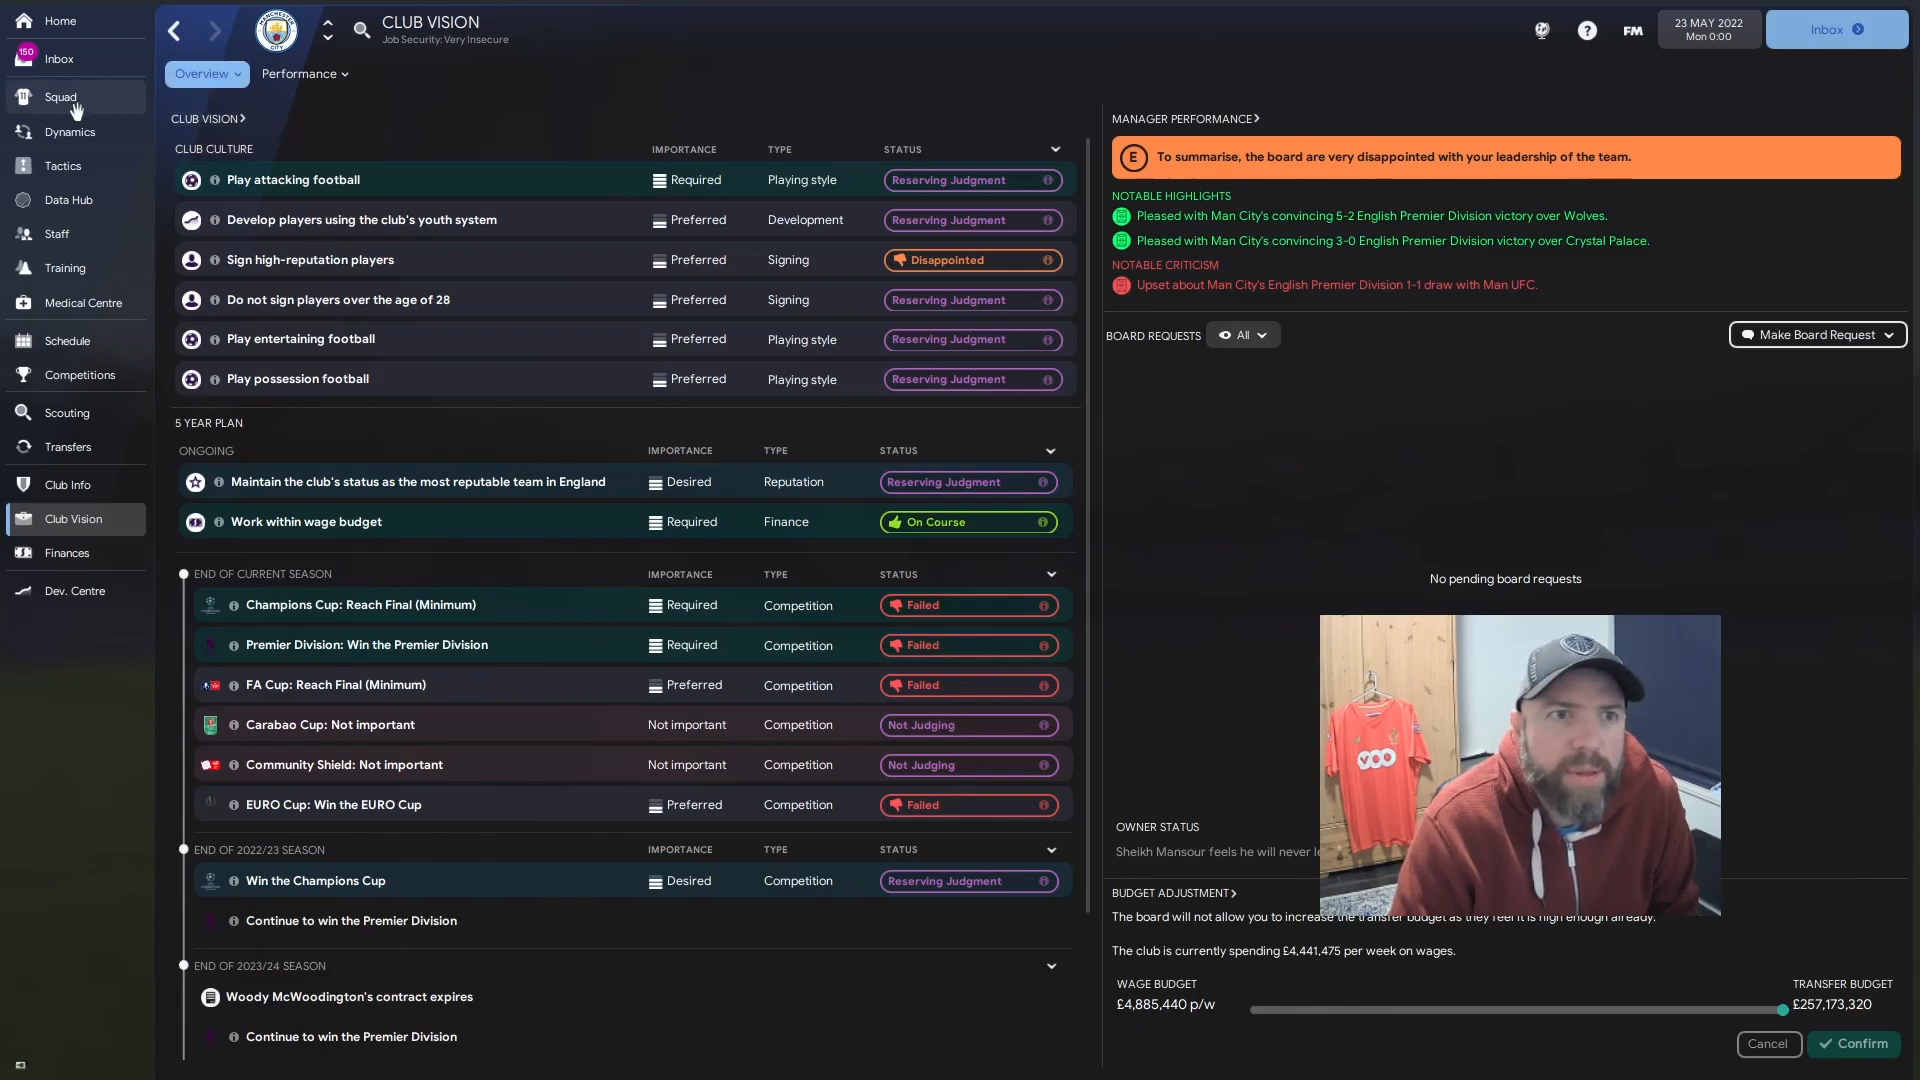 Home
150
Inbox
Squad
Dynamics
Tactics
Data Hub
Staff
Training
Medical Centre
Schedule
Competitions
Scouting
Transfers
Club Info
Club Vision
Finances
Dev. Centre
MANCHESTER
CITY
CLUB VISION
Job Security: Very Insecure
FM
23 MAY 2022
Mon 0:00
Inbox
Overview
Performance
CLUB VISION
CLUB CULTURE IMPORTANCE TYPE STATUS
Play attacking football Required Playing style Reserving Judgment
Develop players using the club's youth system Preferred Development Reserving Judgment
Sign high-reputation players Preferred Signing Disappointed
Do not sign players over the age of 28 Preferred Signing Reserving Judgment
Play entertaining football Preferred Playing style Reserving Judgment
Play possession football Preferred Playing style Reserving Judgment
5 YEAR PLAN
ONGOING IMPORTANCE TYPE STATUS
Maintain the club's status as the most reputable team in England Desired Reputation Reserving Judgment
Work within wage budget Required Finance On Course
END OF CURRENT SEASON IMPORTANCE TYPE STATUS
Champions Cup: Reach Final (Minimum) Required Competition Failed
Premier Division: Win the Premier Division Required Competition Failed
FA Cup: Reach Final (Minimum) Preferred Competition Failed
Carabao Cup: Not important Not important Competition Not Judging
Community Shield: Not important Not important Competition Not Judging
EURO Cup: Win the EURO Cup Preferred Competition Failed
END OF 2022/23 SEASON IMPORTANCE TYPE STATUS
Win the Champions Cup Desired Competition Reserving Judgment
Continue to win the Premier Division
END OF 2023/24 SEASON
Woody McWoodington's contract expires
Continue to win the Premier Division
MANAGER PERFORMANCE
E To summarise, the board are very disappointed with your leadership of the team.
NOTABLE HIGHLIGHTS
Pleased with Man City's convincing 5-2 English Premier Division victory over Wolves.
Pleased with Man City's convincing 3-0 English Premier Division victory over Crystal Palace.
NOTABLE CRITICISM
Upset about Man City's English Premier Division 1-1 draw with Man UFC.
BOARD REQUESTS All Make Board Request
No pending board requests
VOO
OWNER STATUS
Sheikh Mansour feels he will never
BUDGET ADJUSTMENT
The board will not allow you to increase the transfer budget as they feel it is high enough already.
The club is currently spending £4,441,475 per week on wages.
WAGE BUDGET TRANSFER BUDGET
£4,885,440 p/w £257,173,320
Cancel Confirm